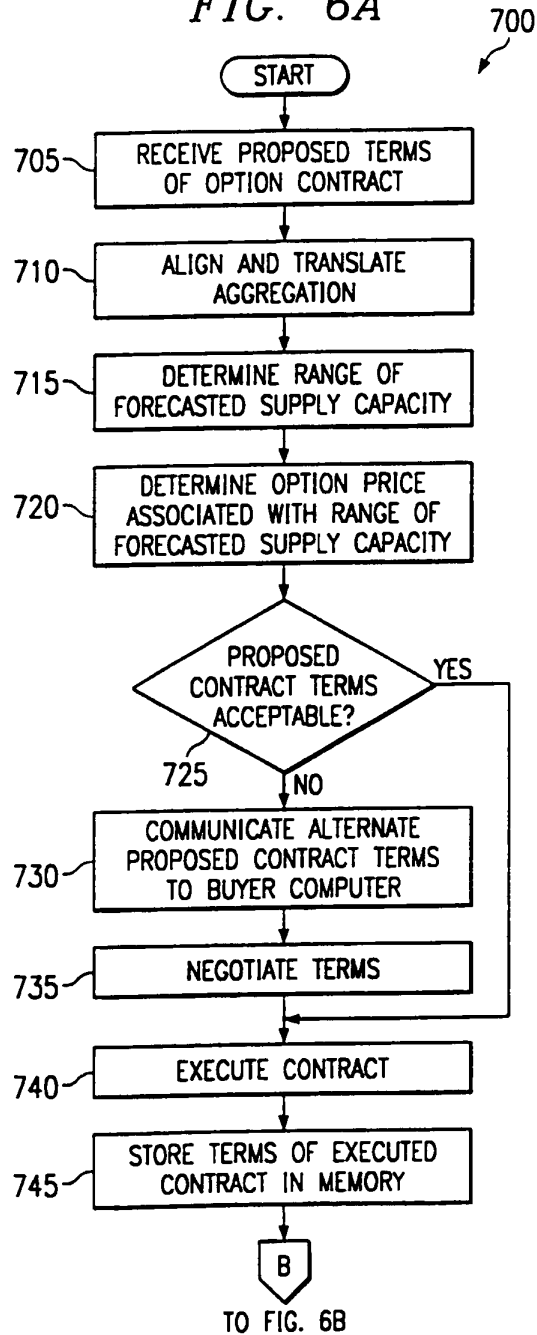 FIG. 6A
700
START
705
RECEIVE PROPOSED TERMS
OF OPTION CONTRACT
710
ALIGN AND TRANSLATE
AGGREGATION
715
DETERMINE RANGE OF
FORECASTED SUPPLY CAPACITY
720
DETERMINE OPTION PRICE
ASSOCIATED WITH RANGE OF
FORECASTED SUPPLY CAPACITY
PROPOSED
CONTRACT TERMS
ACCEPTABLE?
YES
725
NO
730
COMMUNICATE ALTERNATE
PROPOSED CONTRACT TERMS
TO BUYER COMPUTER
735
NEGOTIATE TERMS
740
EXECUTE CONTRACT
745
STORE TERMS OF EXECUTED
CONTRACT IN MEMORY
B
TO FIG. 6B